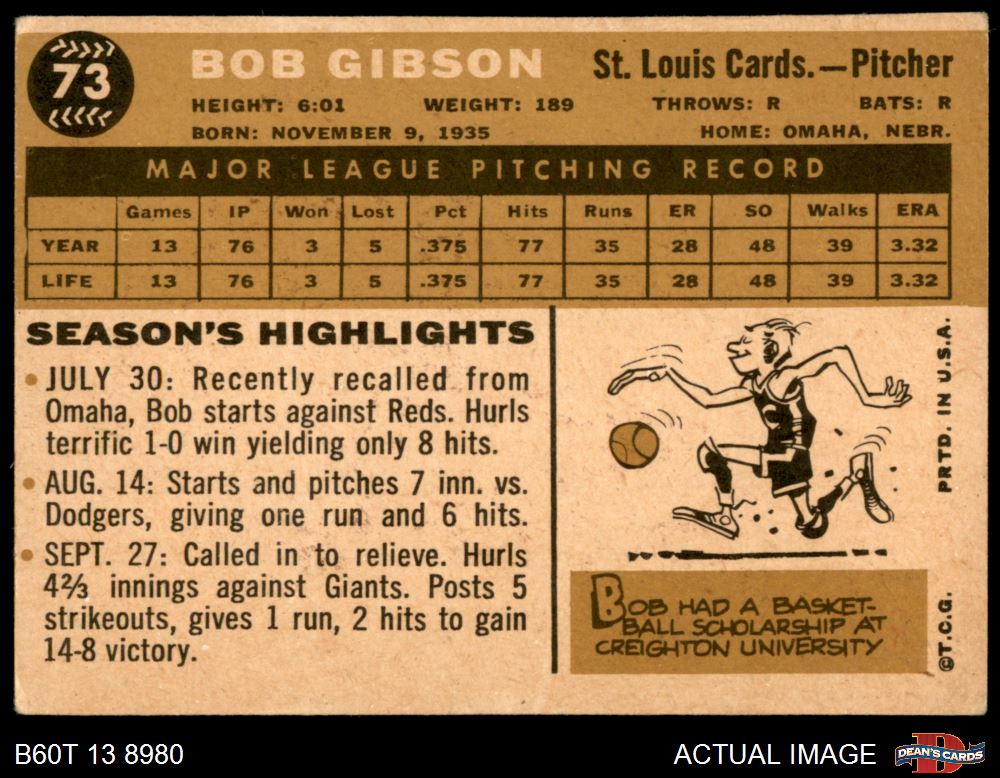 73
BOB GIBSON
St. Louis Cards.—Pitcher
HEIGHT: 6:01 WEIGHT: 189 THROWS: R BATS: R
BORN: NOVEMBER 9, 1935 HOME: OMAHA, NEBR.
MAJOR LEAGUE PITCHING RECORD
Games IP Won Lost Pct Hits Runs ER SO Walks ERA
YEAR 13 76 3 5 .375 77 35 28 48 39 3.32
LIFE 13 76 3 5 .375 77 35 28 48 39 3.32
SEASON'S HIGHLIGHTS
• JULY 30: Recently recalled from
Omaha, Bob starts against Reds. Hurls
terrific 1-0 win yielding only 8 hits.
• AUG. 14: Starts and pitches 7 inn. vs.
Dodgers, giving one run and 6 hits.
• SEPT. 27: Called in to relieve. Hurls
4⅔ innings against Giants. Posts 5
strikeouts, gives 1 run, 2 hits to gain
14-8 victory.
BOB HAD A BASKET-
BALL SCHOLARSHIP AT
CREIGHTON UNIVERSITY
PRTD. IN U.S.A.
©T.C.G.
B60T 13 8980
ACTUAL IMAGE
DEAN'S CARDS